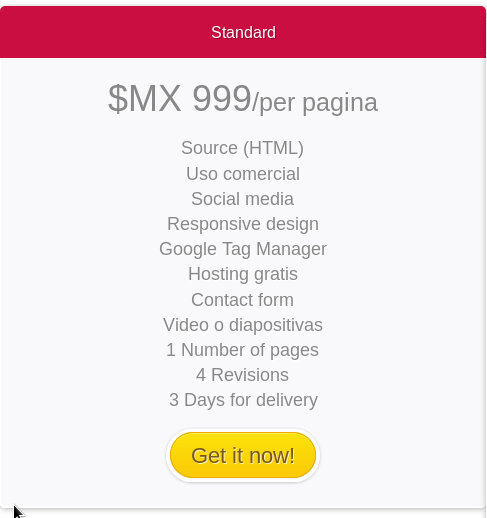 Standard
$MX 999/per pagina
Source (HTML)
Uso comercial
Social media
Responsive design
Google Tag Manager
Hosting gratis
Contact form
Video o diapositivas
1 Number of pages
4 Revisions
3 Days for delivery
Get it now!